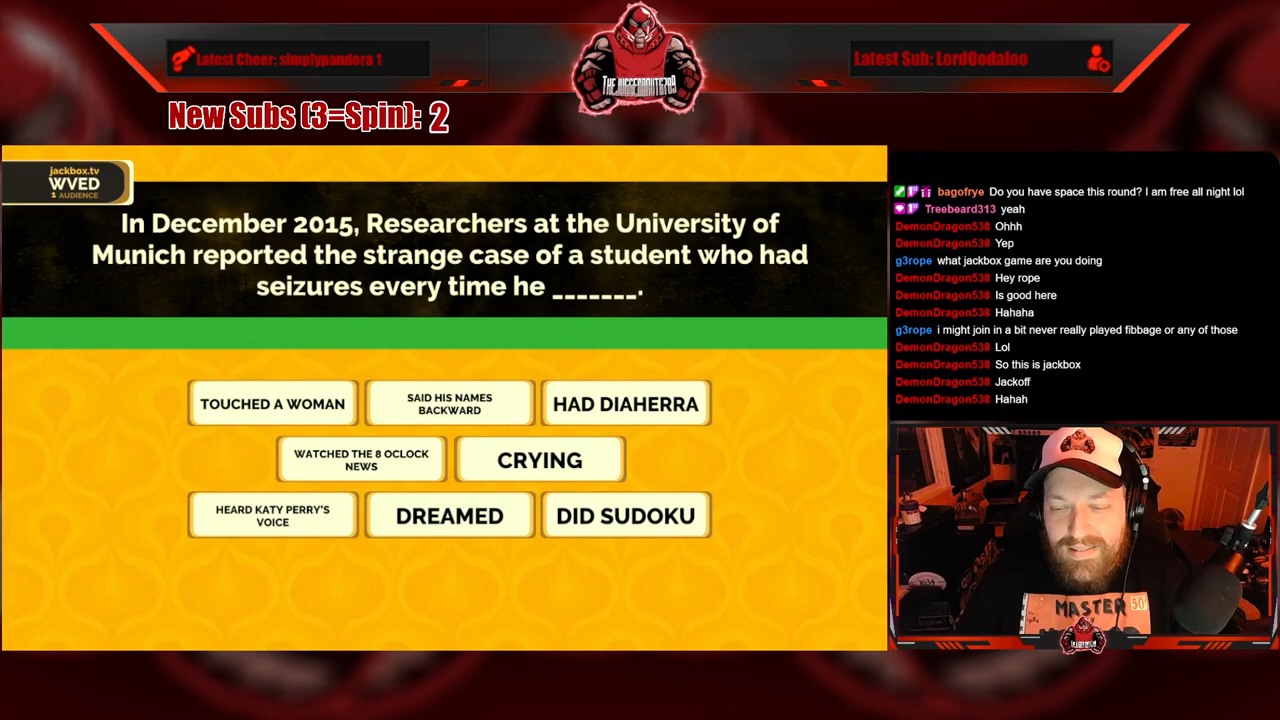 Latest Cheer: simplypandora 1
THEJUGGERNAUT6789
Latest Sub: LordOodaloo
New Subs (3=Spin): 2
jackbox.tv
WVED
1 AUDIENCE
In December 2015, Researchers at the University of
Munich reported the strange case of a student who had
seizures every time he _______.
TOUCHED A WOMAN
SAID HIS NAMES
BACKWARD
HAD DIAHERRA
WATCHED THE 8 OCLOCK
NEWS
CRYING
HEARD KATY PERRY'S
VOICE
DREAMED
DID SUDOKU
bagofrye Do you have space this round? I am free all night lol
Treebeard313 yeah
DemonDragon538 Ohhh
DemonDragon538 Yep
g3rope what jackbox game are you doing
DemonDragon538 Hey rope
DemonDragon538 Is good here
DemonDragon538 Hahaha
g3rope i might join in a bit never really played fibbage or any of those
DemonDragon538 Lol
DemonDragon538 So this is jackbox
DemonDragon538 Jackoff
DemonDragon538 Hahah
MASTER 50